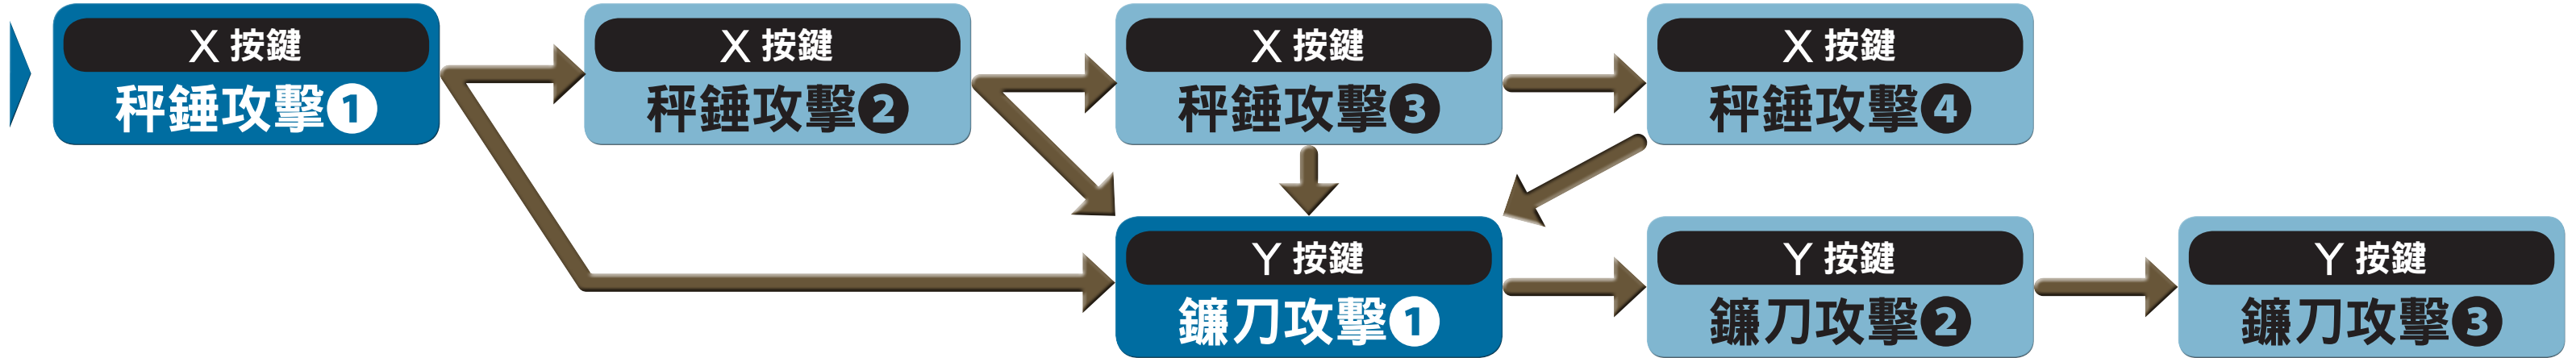 X 按鍵
秤錘攻擊❶
X 按鍵
秤錘攻擊❷
X 按鍵
秤錘攻擊❸
X 按鍵
秤錘攻擊❹
Y 按鍵
鐮刀攻擊❶
Y 按鍵
鐮刀攻擊❷
Y 按鍵
鐮刀攻擊❸